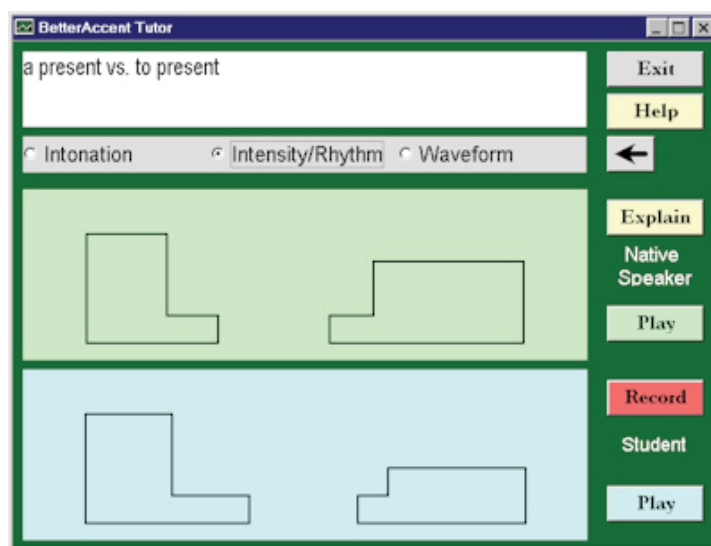 BetterAccent Tutor
a present vs. to present
Exit
Help
Intonation Intensity/Rhythm Waveform
Explain
Native
Speaker
Play
Record
Student
Play